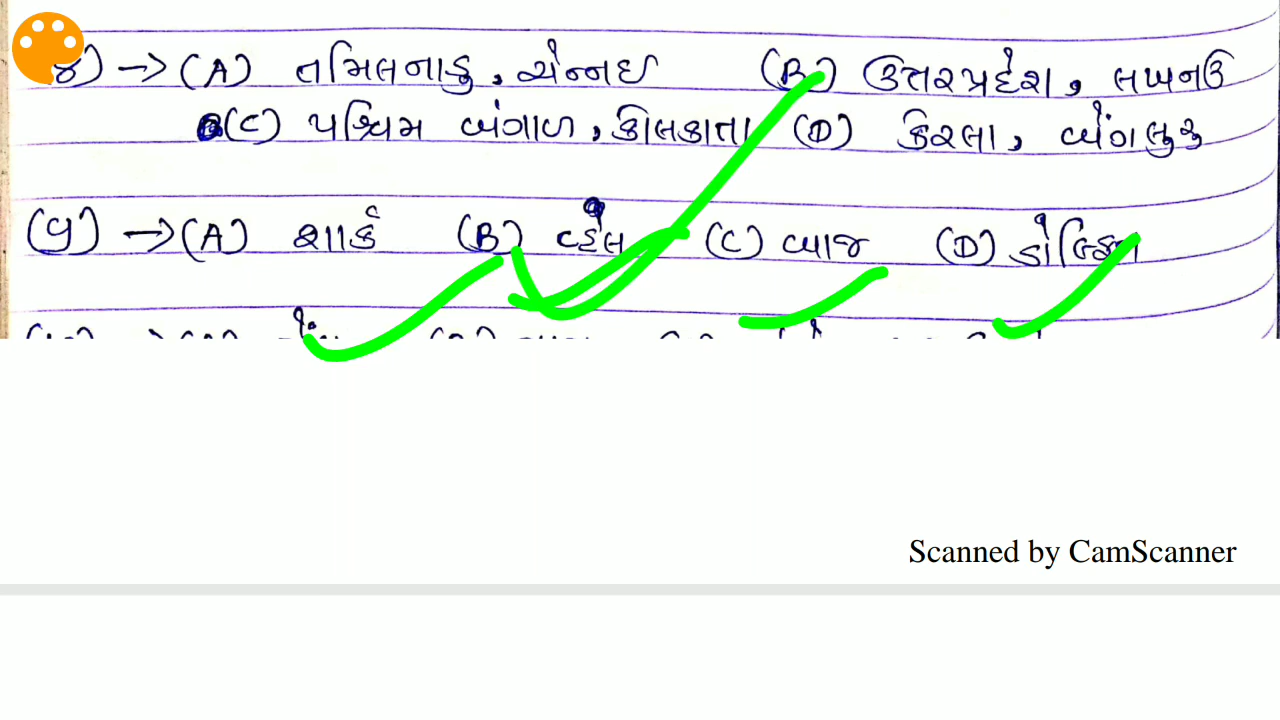 ૪) → (A) તમિલનાડુ, ચેન્નઈ (B) ઉત્તરપ્રદેશ, લખનઉ
(C) પશ્ચિમ બંગાળ, કોલકાતા (D) કેરલા, બેંગલુરુ
(૫) → (A) શાર્ક (B) વ્હેલ (C) બાજ (D) ડોલ્ફિન
Scanned by CamScanner